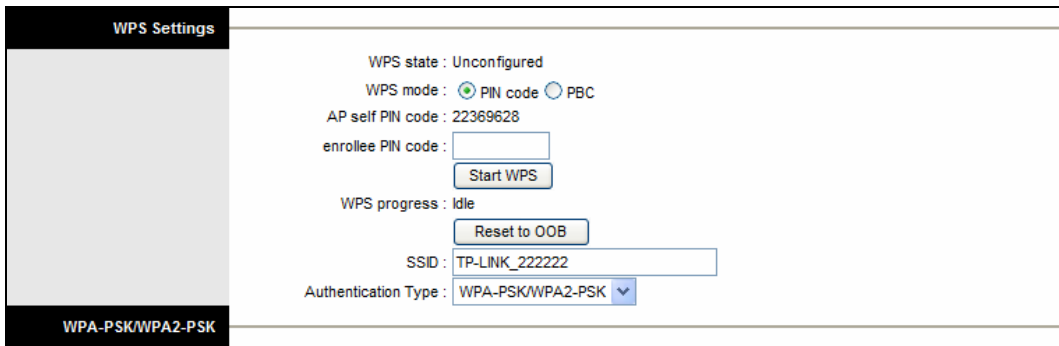 WPS Settings
WPS state : Unconfigured
WPS mode : PIN code PBC
AP self PIN code : 22369628
enrollee PIN code :
Start WPS
WPS progress : Idle
Reset to OOB
SSID : TP-LINK_222222
Authentication Type : WPA-PSK/WPA2-PSK
WPA-PSK/WPA2-PSK